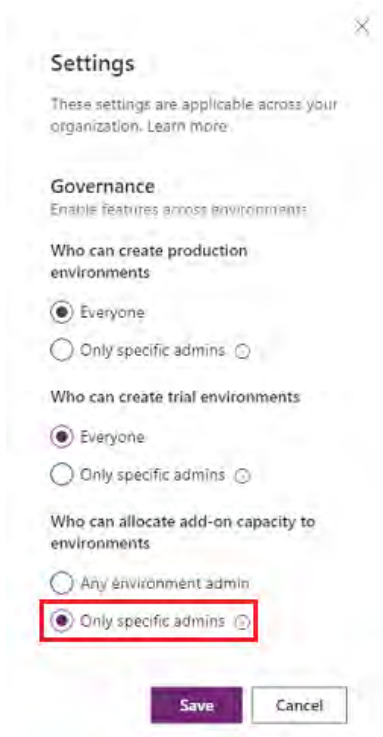 Settings
These settings are applicable across your
organization. Learn more
Governance
Enable features across environments
Who can create production
environments
Everyone
Only specific admins
Who can create trial environments
Everyone
Only specific admins
Who can allocate add-on capacity to
environments
Any environment admin
Only specific admins
Save
Cancel